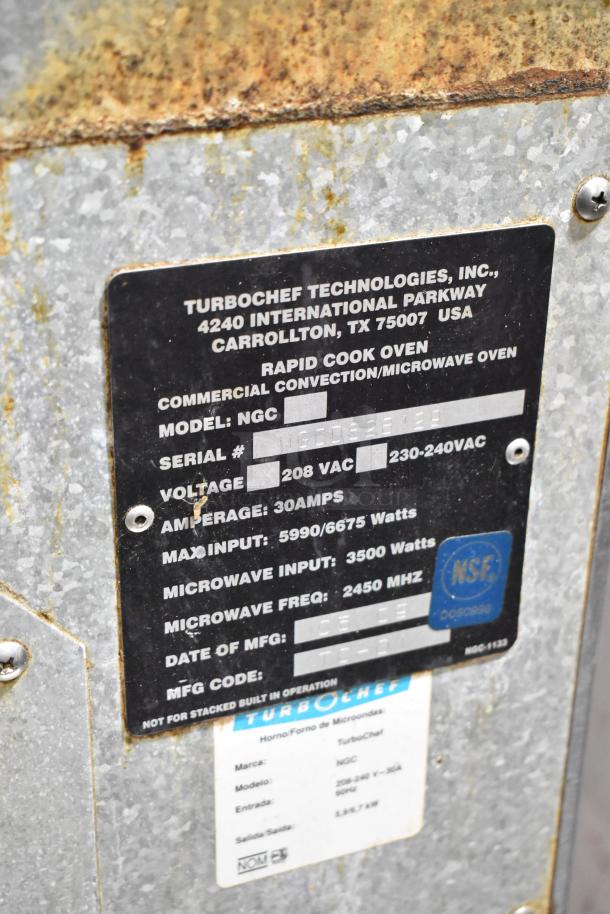 TURBOCHEF TECHNOLOGIES, INC.,
4240 INTERNATIONAL PARKWAY
CARROLLTON, TX 75007 USA
RAPID COOK OVEN
COMMERCIAL CONVECTION/MICROWAVE OVEN
MODEL: NGC
SERIAL #
VOLTAGE 208 VAC 230-240VAC
AMPERAGE: 30AMPS
MAX INPUT: 5990/6675 Watts
MICROWAVE INPUT: 3500 Watts
MICROWAVE FREQ: 2450 MHZ
DATE OF MFG:
MFG CODE:
NSF
NGC-1133
NOT FOR STACKED BUILT IN OPERATION
TURBOCHEF
Horno/Forno de Microondas:
Marca: TurboChef
Modelo: NGC
Entrada: 208-240 V~30A
50Hz
Salida/Saida: 5,9/6,7 kW
NOM